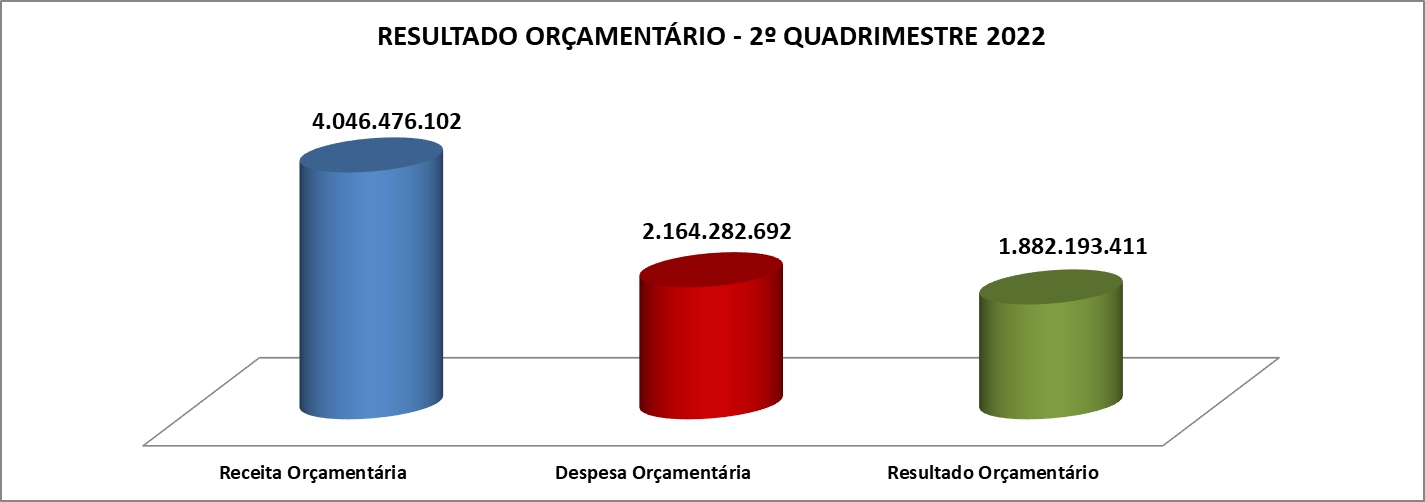 RESULTADO ORÇAMENTÁRIO - 2º QUADRIMESTRE 2022
4.046.476.102
2.164.282.692
1.882.193.411
Receita Orçamentária
Despesa Orçamentária
Resultado Orçamentário